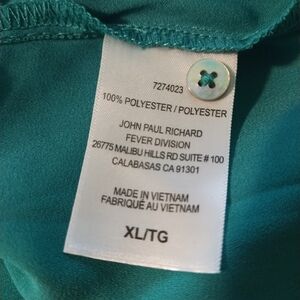 7274023
100% POLYESTER / POLYESTER
JOHN PAUL RICHARD
FEVER DIVISION
26775 MALIBU HILLS RD SUITE # 100
CALABASAS CA 91301
MADE IN VIETNAM
FABRIQUÉ AU VIETNAM
XL/TG